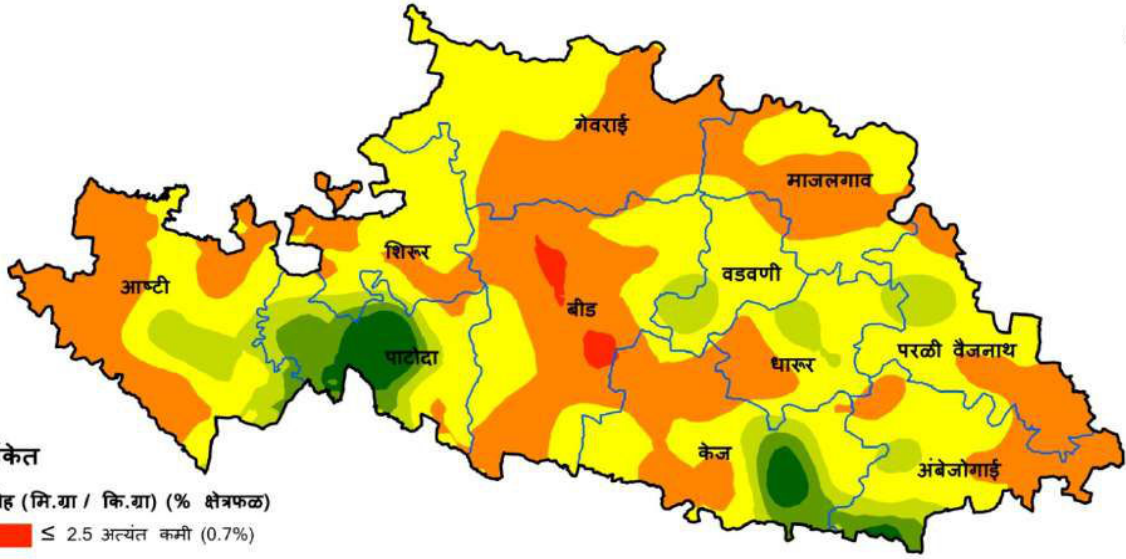 गेवराई
माजलगाव
शिरूर
वडवणी
आष्टी
बीड
पाटोदा
परळी वैजनाथ
धारूर
केज
अंबेजोगाई
(मि.ग्रा / कि.ग्रा) (% क्षेत्रफळ)
≤ 2.5 अत्यंत कमी (0.7%)